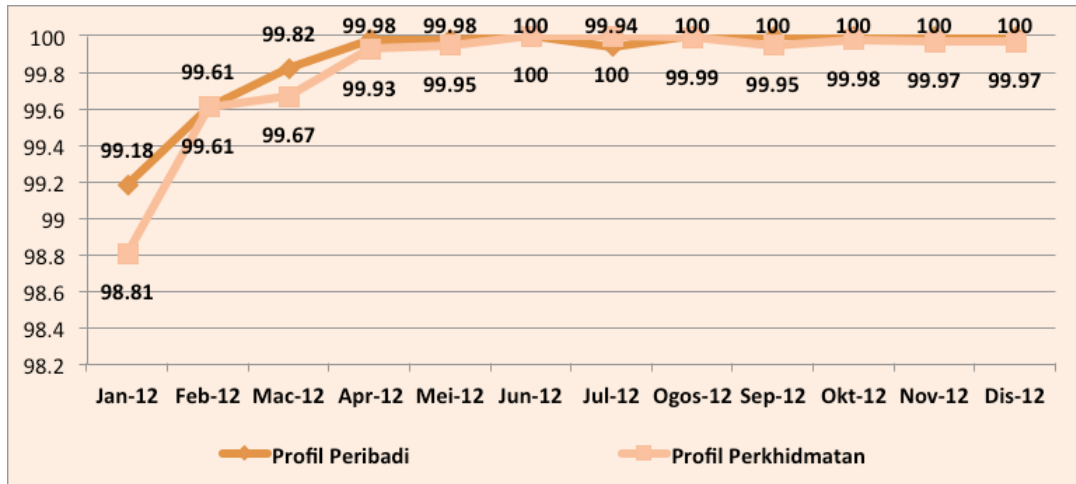 100
99.8
99.6
99.4
99.2
99
98.8
98.6
98.4
98.2
99.18 99.61 99.82 99.98 99.98 100 99.94 100 100 100 100 100
98.81 99.61 99.67 99.93 99.95 100 100 99.99 99.95 99.98 99.97 99.97
Jan-12 Feb-12 Mac-12 Apr-12 Mei-12 Jun-12 Jul-12 Ogos-12 Sep-12 Okt-12 Nov-12 Dis-12
Profil Peribadi Profil Perkhidmatan